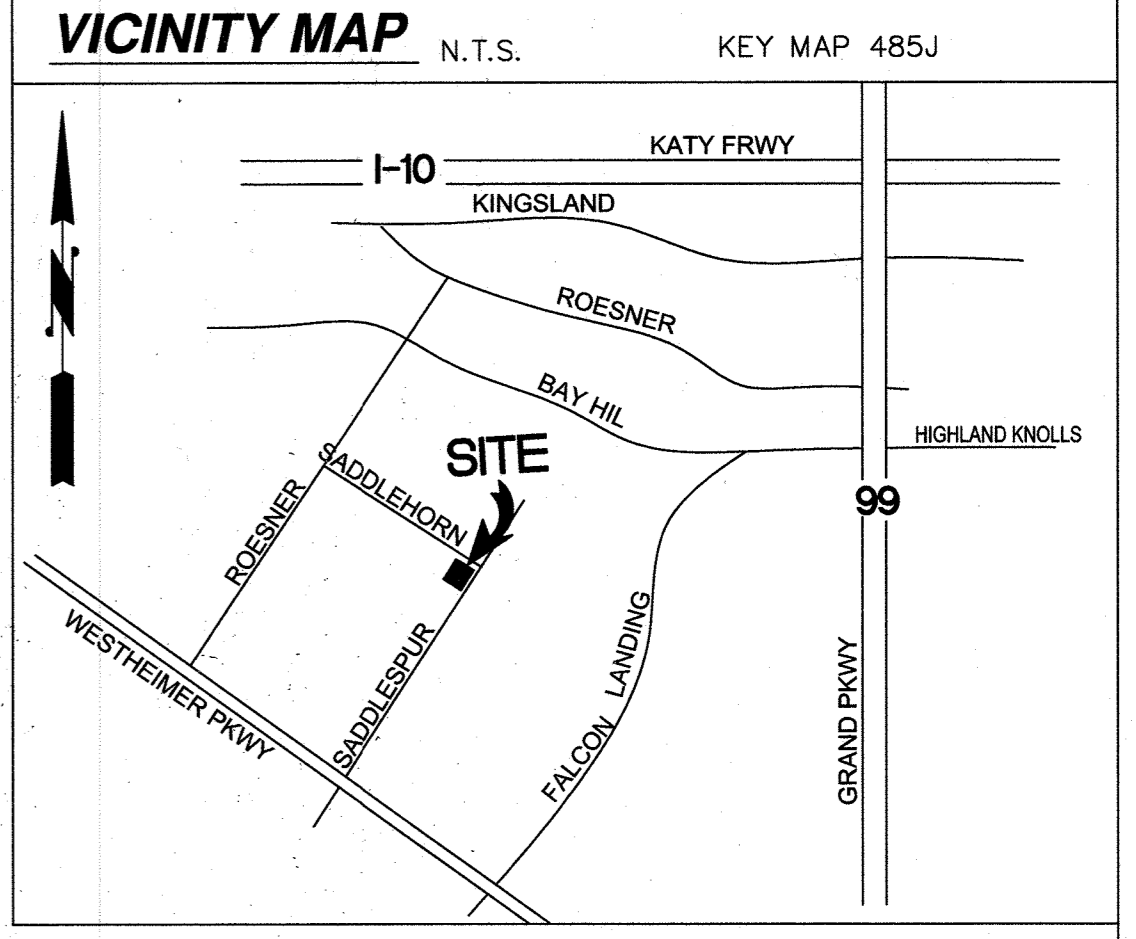 VICINITY MAP N.T.S. KEY MAP 485J
KATY FRWY
I-10
KINGSLAND
ROESNER
BAY HIL
HIGHLAND KNOLLS
SITE
SADDLEHORN
99
ROESNER
FALCON LANDING
WESTHEIMER PKWY
SADDLESPUR
GRAND PKWY
N